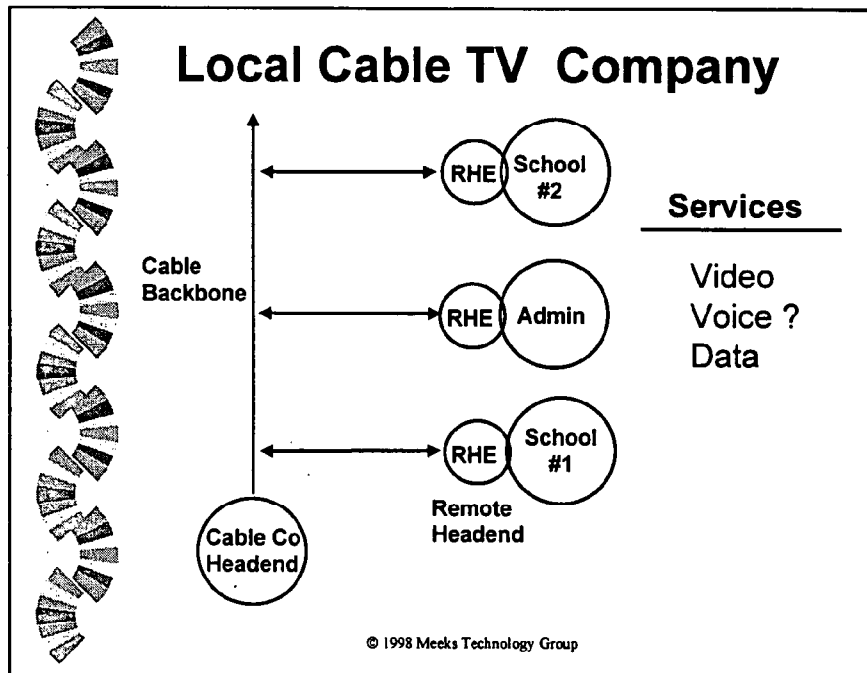 Local Cable TV Company
RHE
School
#2
Services
Cable
Backbone
Video
Voice ?
Data
RHE
Admin
RHE
School
#1
Remote
Headend
Cable Co
Headend
© 1998 Meeks Technology Group